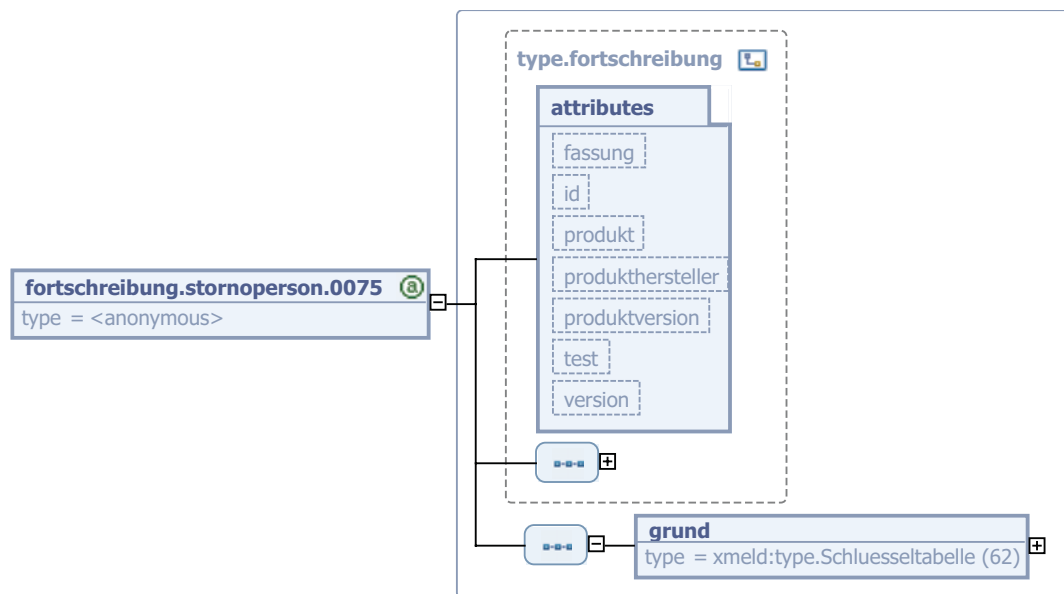 type.fortschreibung
attributes
fassung
id
produkt
produkthersteller
produktversion
test
version
fortschreibung.stornoperson.0075 @
type = <anonymous>
grund
type = xmeld:type.Schluesseltabelle (62)